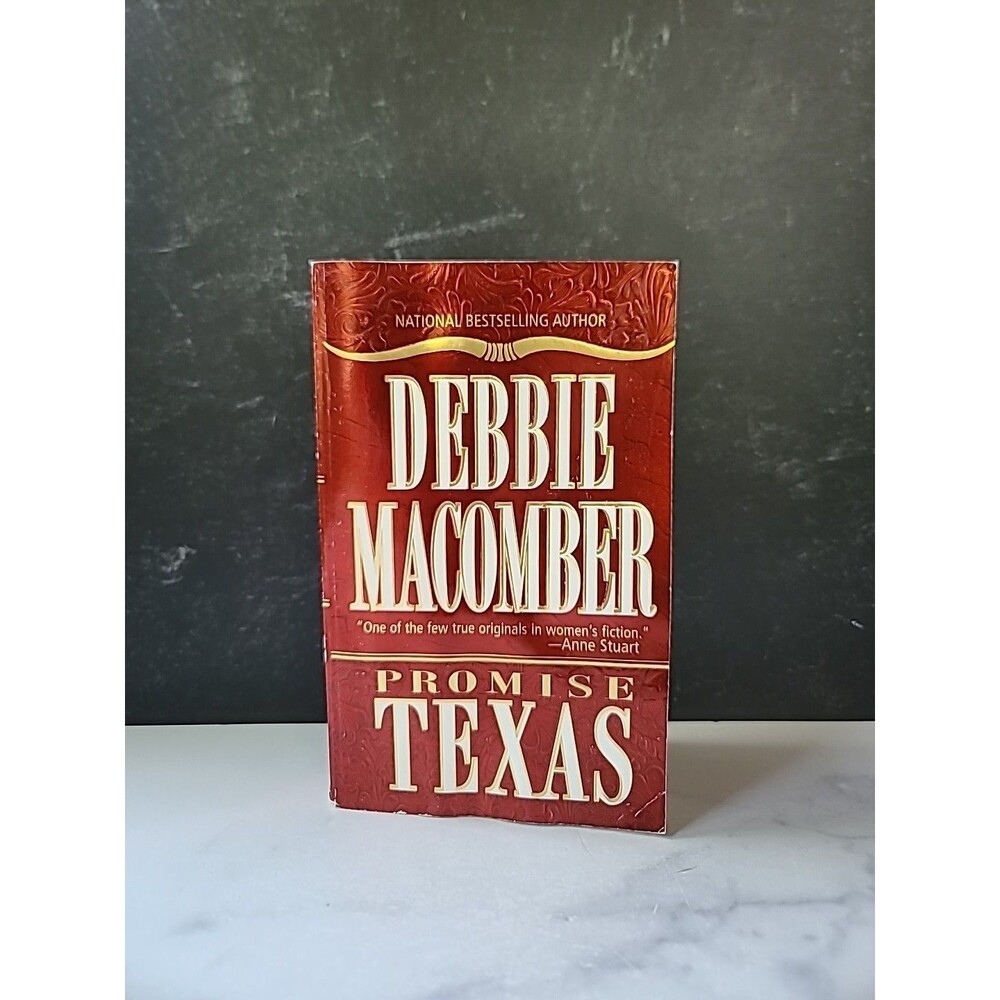 NATIONAL BESTSELLING AUTHOR
DEBBIE
MACOMBER
"One of the few true originals in women's fiction."
—Anne Stuart
PROMISE
TEXAS